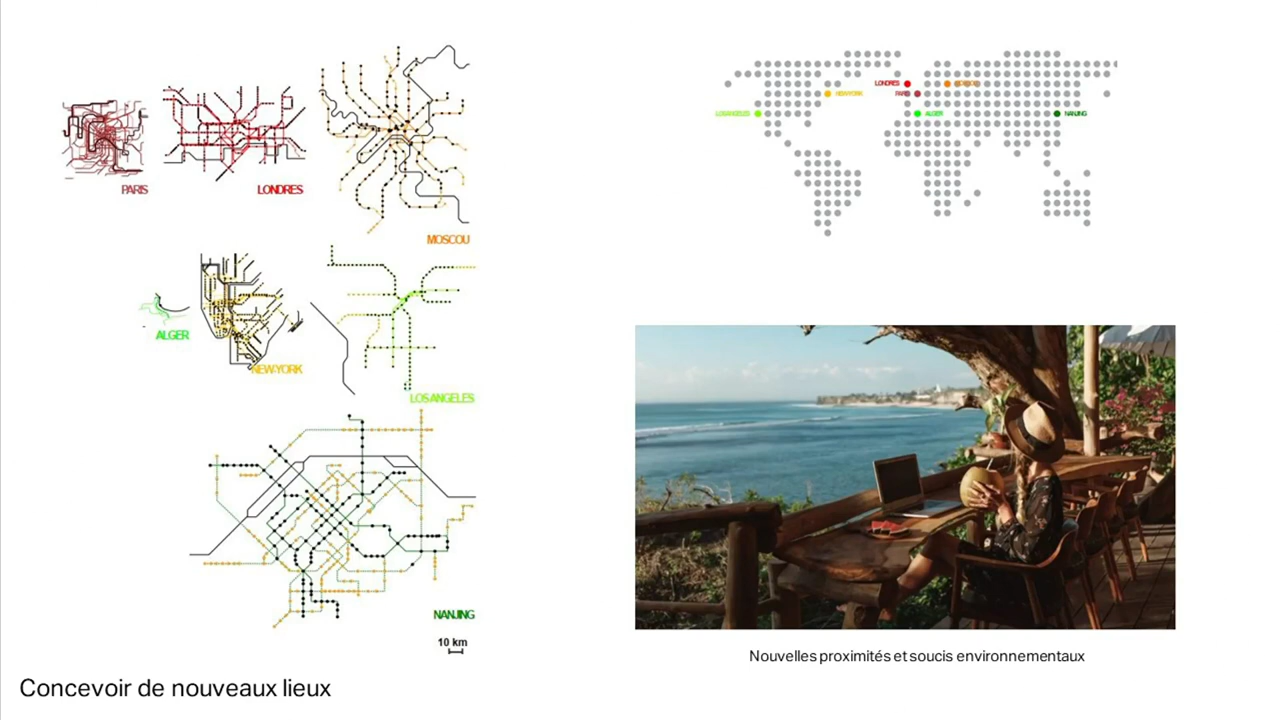 PARIS
LONDRES
MOSCOU
ALGER
NEW-YORK
LOS ANGELES
NANJING
10 km
Concevoir de nouveaux lieux
LONDRES
MOSCOU
NEW-YORK
PARIS
LOS ANGELES
ALGER
NANJING
Nouvelles proximités et soucis environnementaux